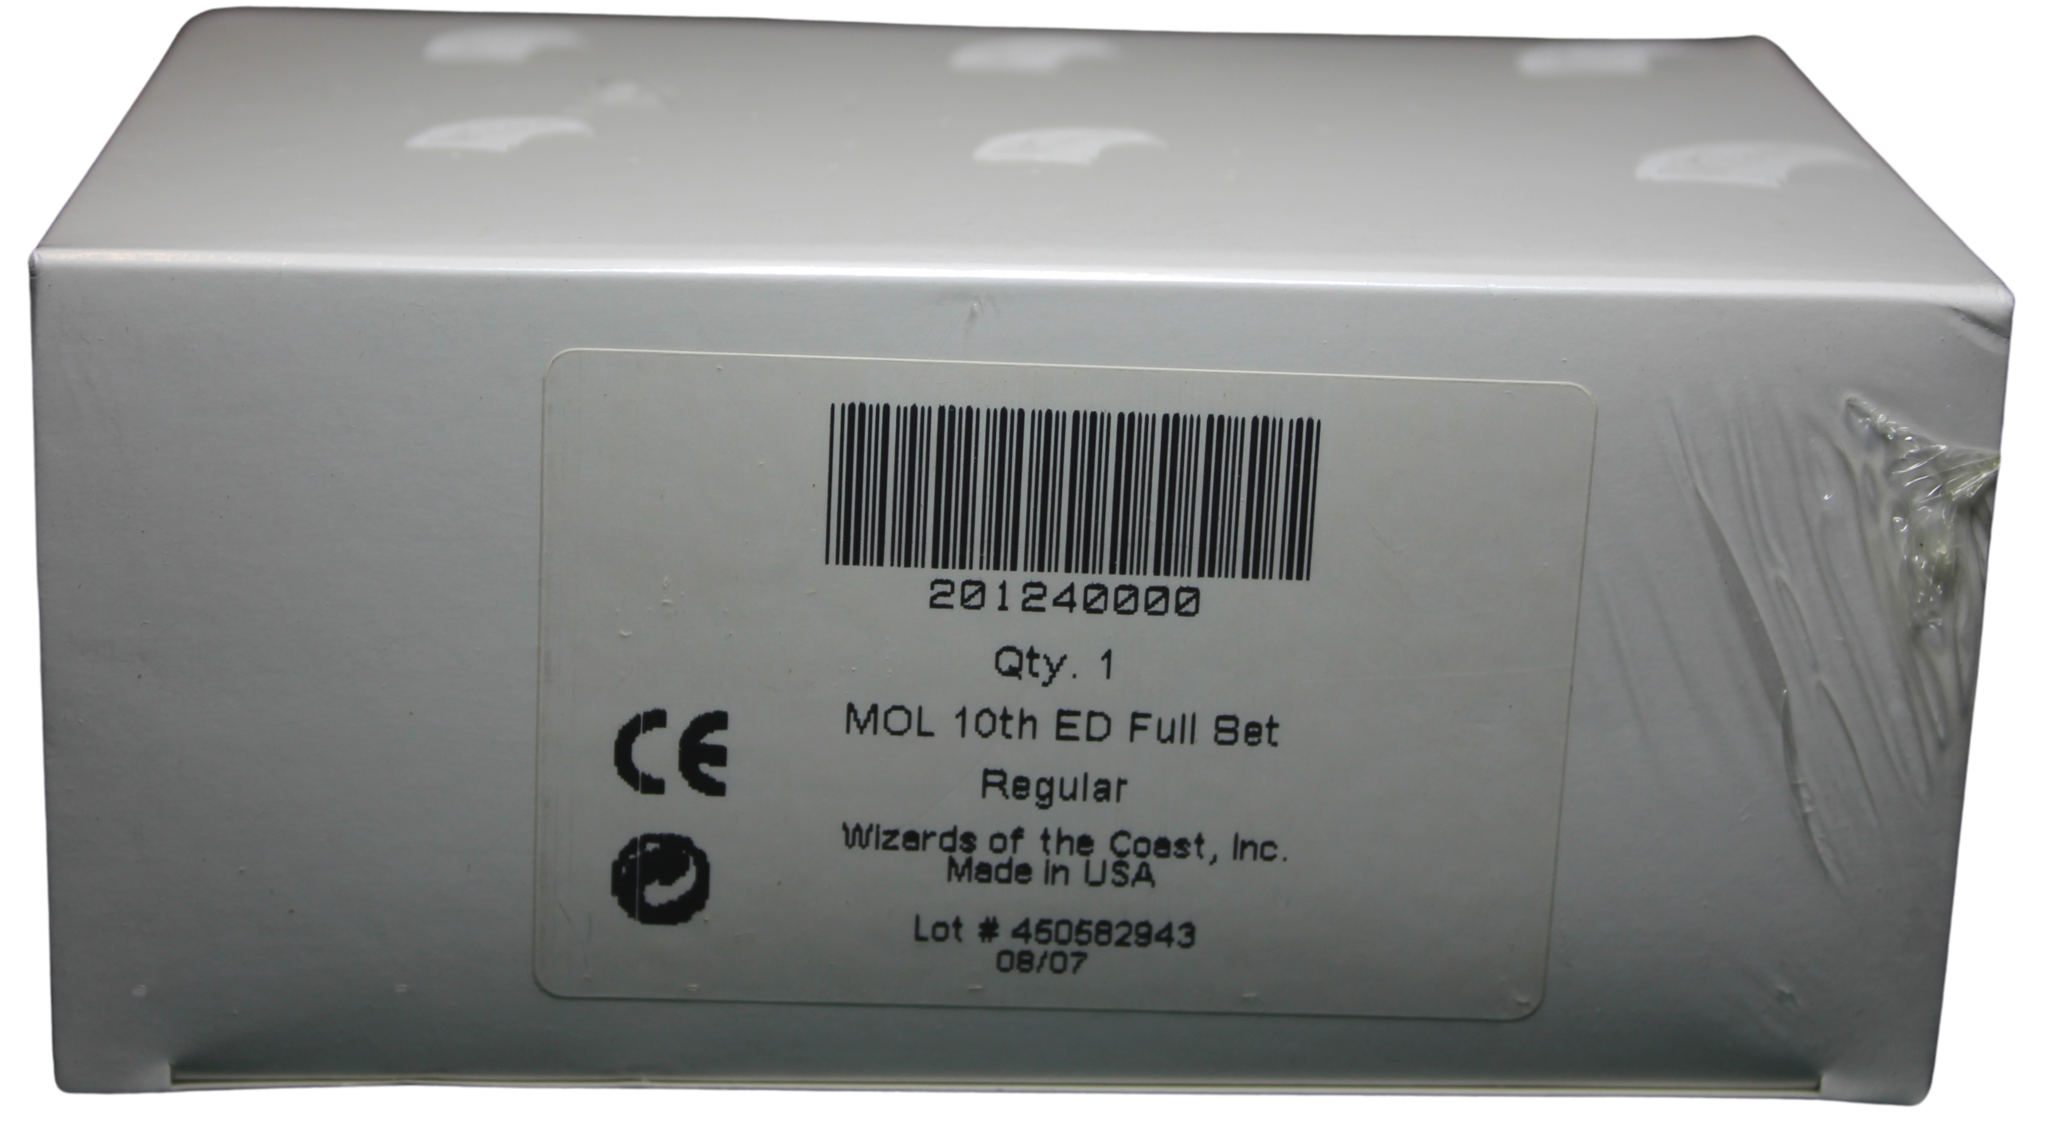 201240000
Qty. 1
MOL 10th ED Full Set
Regular
Wizards of the Coast, Inc.
Made in USA
Lot # 450582943
08/07
CE